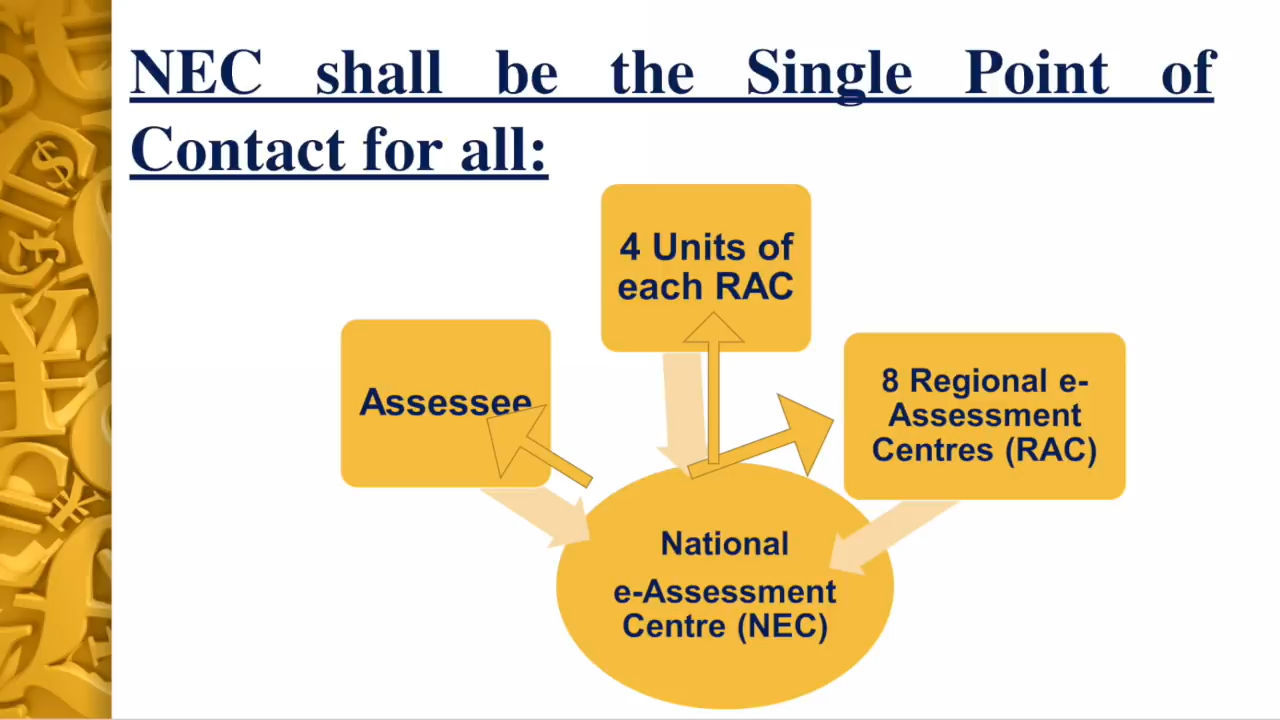 NEC shall be the Single Point of
Contact for all:
4 Units of
each RAC
Assessee
8 Regional e-
Assessment
Centres (RAC)
National
e-Assessment
Centre (NEC)